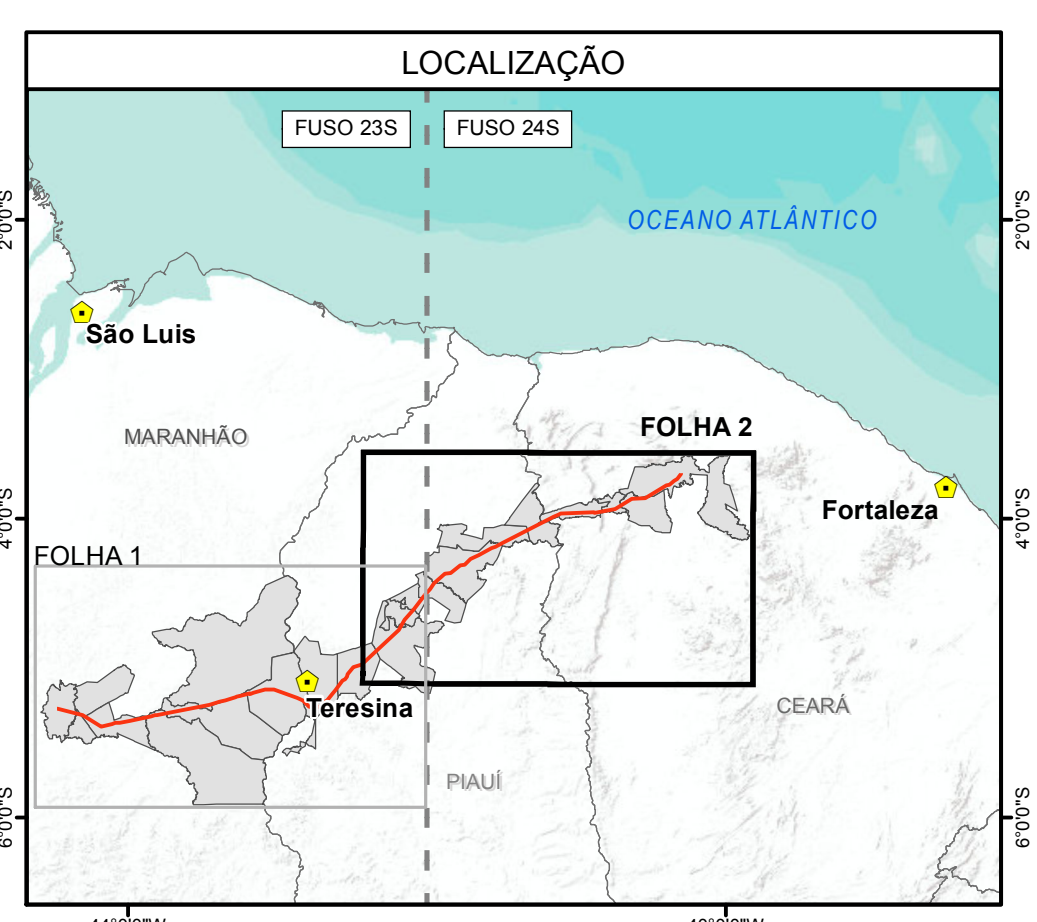 LOCALIZAÇÃO
FUSO 23S
FUSO 24S
OCEANO ATLÂNTICO
2°0'0"S
2°0'0"S
São Luis
MARANHÃO
FOLHA 2
Fortaleza
4°0'0"S
4°0'0"S
FOLHA 1
Teresina
CEARÁ
PIAUÍ
6°0'0"S
6°0'0"S